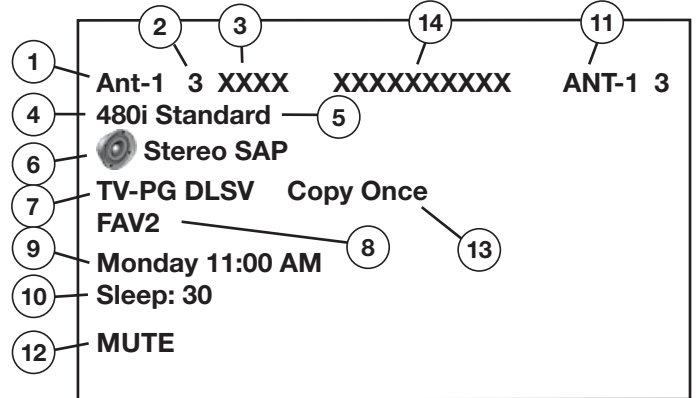 2 3 14 11
1 Ant-1 3 XXXX XXXXXXXXXX ANT-1 3
4 480i Standard 5
6 Stereo SAP
7 TV-PG DLSV Copy Once
FAV2 8 13
9 Monday 11:00 AM
10 Sleep: 30
12 MUTE